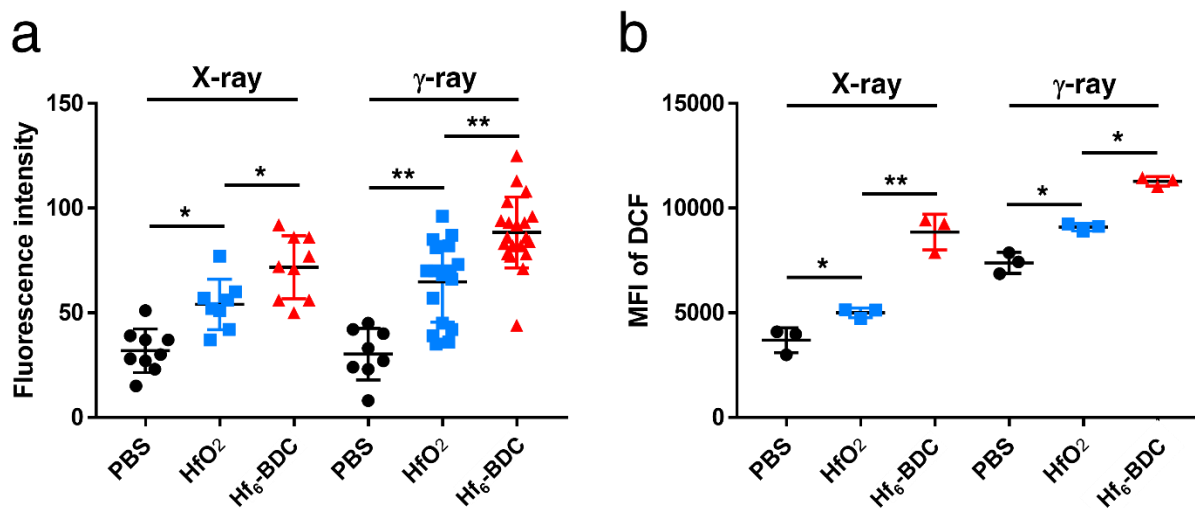 a
X-ray
γ-ray
Fluorescence intensity
150
100
50
0
*
*
**
**
PBS
HfO2
Hf6-BDC
PBS
HfO2
Hf6-BDC
b
X-ray
γ-ray
MFI of DCF
15000
10000
5000
0
*
**
*
*
PBS
HfO2
Hf6-BDC
PBS
HfO2
Hf6-BDC